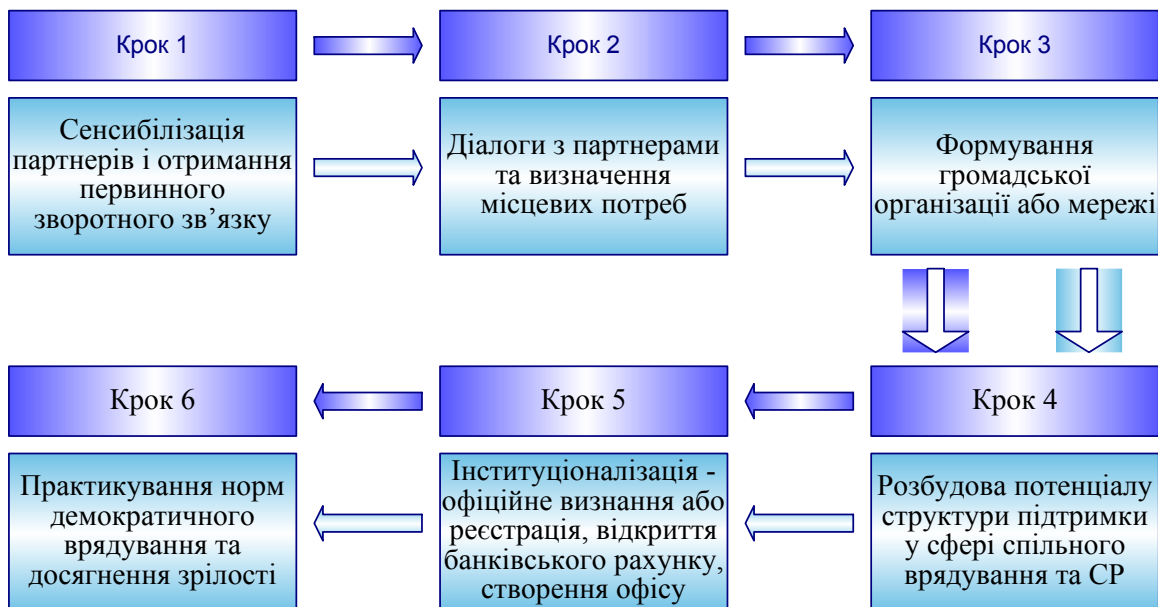 Крок 1
Крок 2
Крок 3
Сенсибілізація
партнерів і отримання
первинного
зворотного зв’язку
Діалоги з партнерами
та визначення
місцевих потреб
Формування
громадської
організації або мережі
Крок 6
Крок 5
Крок 4
Практикування норм
демократичного
врядування та
досягнення зрілості
Інституціоналізація -
офіційне визнання або
реєстрація, відкриття
банківського рахунку,
створення офісу
Розбудова потенціалу
структури підтримки
у сфері спільного
врядування та СР